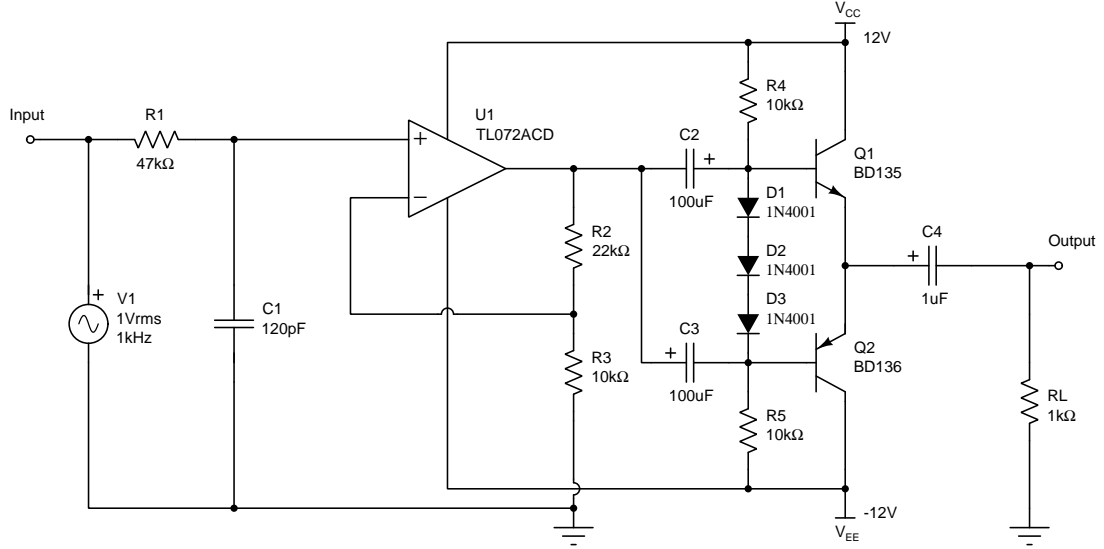 V_CC
12V
Input
R1
47kΩ
+
−
U1
TL072ACD
C2
+
100uF
R4
10kΩ
Q1
BD135
D1
1N4001
R2
22kΩ
D2
1N4001
C4
+
1uF
Output
+
V1
1Vrms
1kHz
C1
120pF
D3
1N4001
C3
+
100uF
Q2
BD136
R3
10kΩ
R5
10kΩ
RL
1kΩ
-12V
V_EE